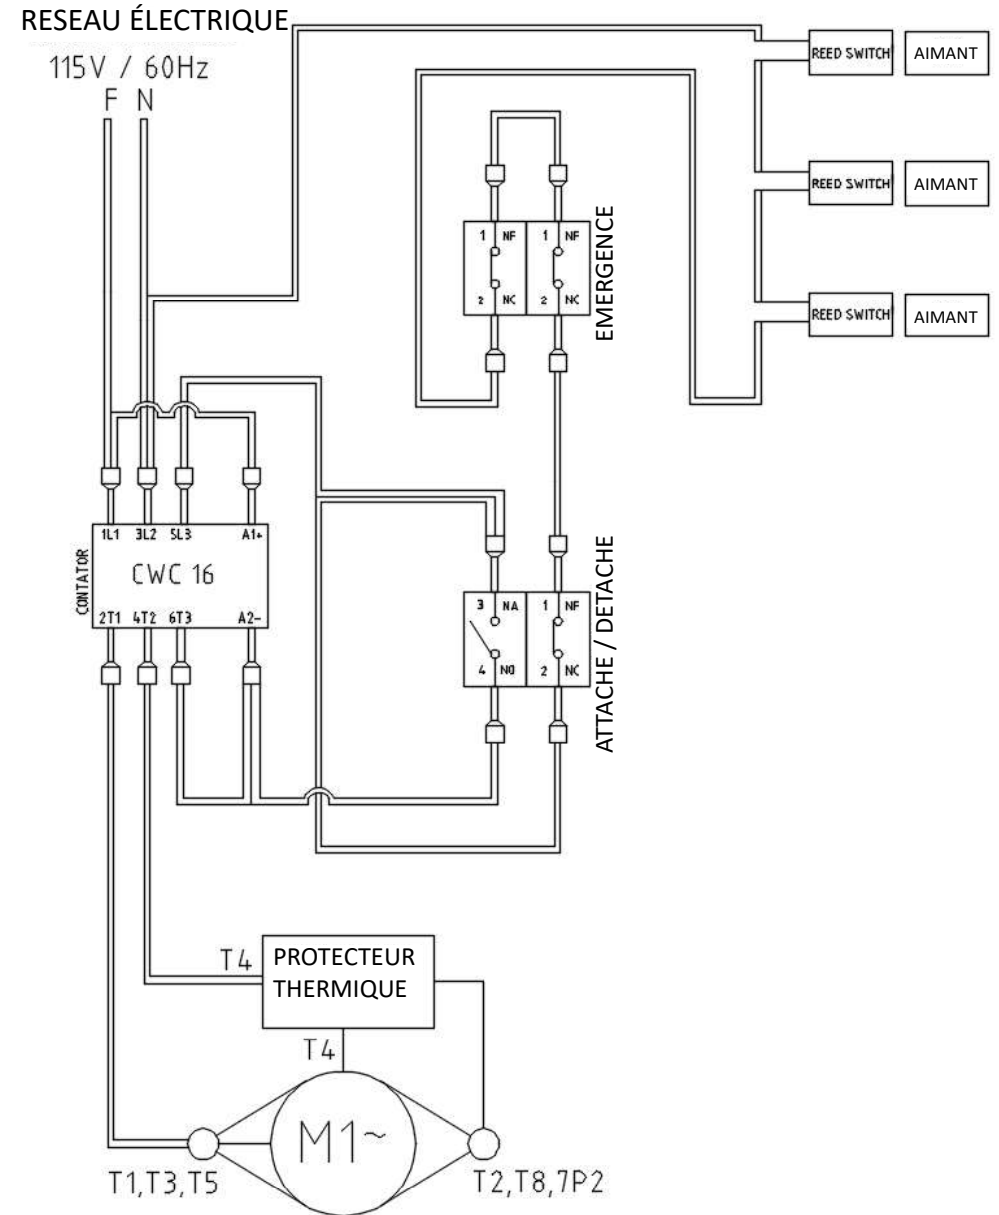 RESEAU ÉLECTRIQUE
115V / 60Hz
F N
REED SWITCH AIMANT
REED SWITCH AIMANT
REED SWITCH AIMANT
1 NF 1 NF
2 NC 2 NC
EMERGENCE
1L1 3L2 5L3 A1+
CONTATOR
CWC 16
2T1 4T2 6T3 A2-
3 NA 1 NF
4 NO 2 NC
ATTACHE / DETACHE
T4
PROTECTEUR
THERMIQUE
T4
M1~
T1,T3,T5
T2,T8,7P2